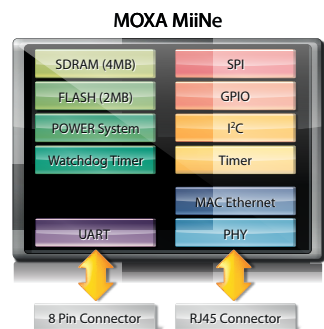 MOXA MiiNe
SDRAM (4MB)
SPI
FLASH (2MB)
GPIO
POWER System
I²C
Watchdog Timer
Timer
MAC Ethernet
UART
PHY
8 Pin Connector
RJ45 Connector